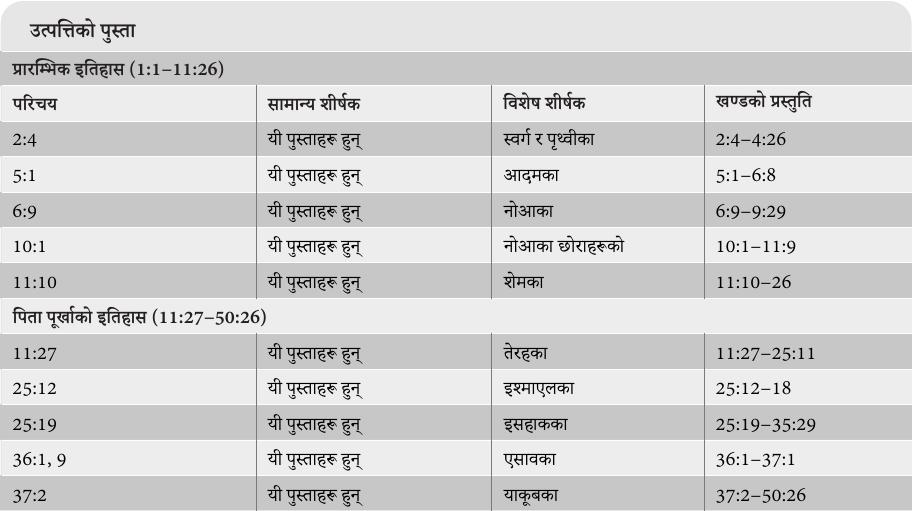 उत्पत्तिको पुस्ता
प्रारम्भिक इतिहास (1:1–11:26)
परिचय सामान्य शीर्षक विशेष शीर्षक खण्डको प्रस्तुति
2:4 यी पुस्ताहरू हुन् स्वर्ग र पृथ्वीका 2:4–4:26
5:1 यी पुस्ताहरू हुन् आदमका 5:1–6:8
6:9 यी पुस्ताहरू हुन् नोआका 6:9–9:29
10:1 यी पुस्ताहरू हुन् नोआका छोराहरूको 10:1–11:9
11:10 यी पुस्ताहरू हुन् शेमका 11:10–26
पिता पूर्खाको इतिहास (11:27–50:26)
11:27 यी पुस्ताहरू हुन् तेरहका 11:27–25:11
25:12 यी पुस्ताहरू हुन् इश्माएलका 25:12–18
25:19 यी पुस्ताहरू हुन् इसहाकका 25:19–35:29
36:1, 9 यी पुस्ताहरू हुन् एसावका 36:1–37:1
37:2 यी पुस्ताहरू हुन् याकूबका 37:2–50:26